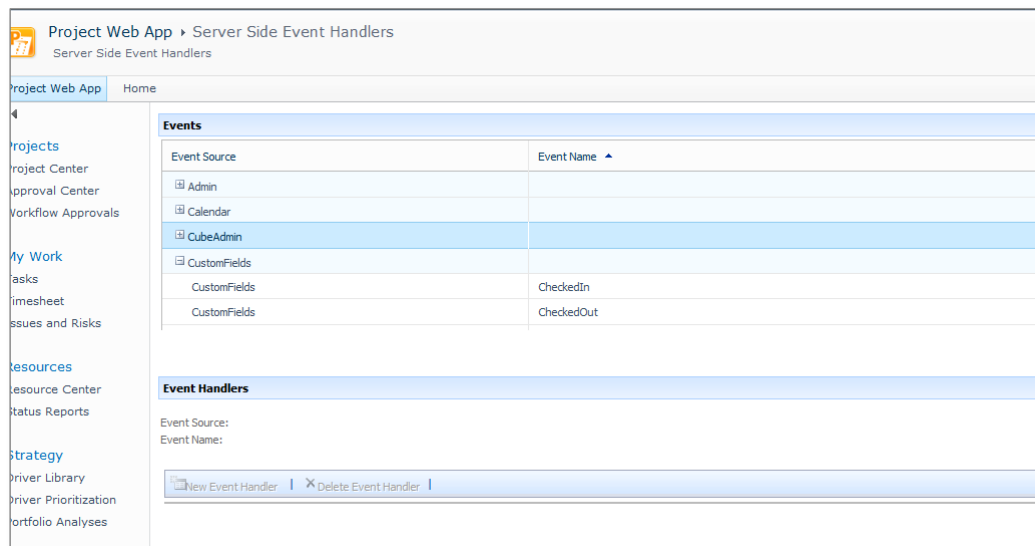 Project Web App ▸ Server Side Event Handlers
Server Side Event Handlers
Project Web App
Home
Projects
Project Center
Approval Center
Workflow Approvals
My Work
Tasks
Timesheet
Issues and Risks
Resources
Resource Center
Status Reports
Strategy
Driver Library
Driver Prioritization
Portfolio Analyses
Events
Event Source Event Name
Admin
Calendar
CubeAdmin
CustomFields
CustomFields CheckedIn
CustomFields CheckedOut
Event Handlers
Event Source:
Event Name:
New Event Handler | Delete Event Handler |